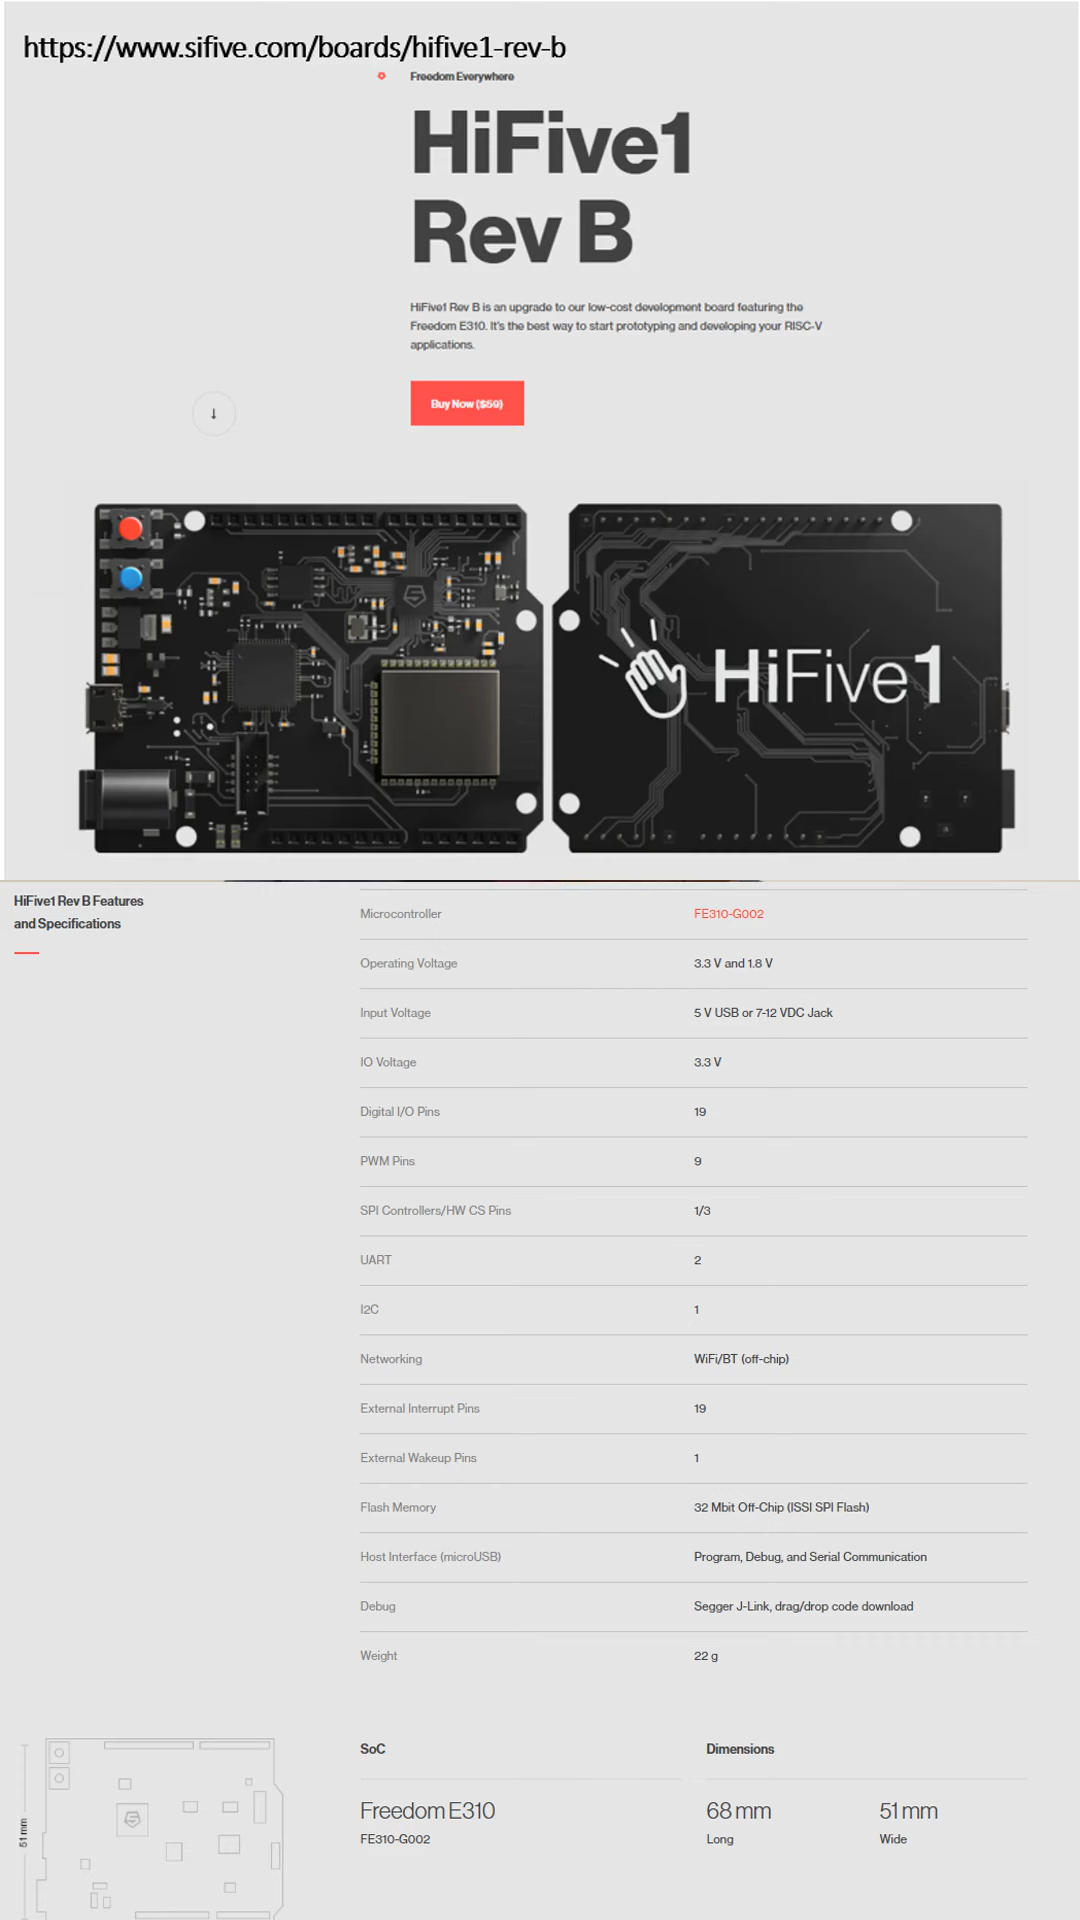 https://www.sifive.com/boards/hifive1-rev-b
Freedom Everywhere
HiFive1
Rev B
HiFive1 Rev B is an upgrade to our low-cost development board featuring the
Freedom E310. It's the best way to start prototyping and developing your RISC-V
applications.
Buy Now ($59)
HiFive1
HiFive1 Rev B Features
and Specifications
Microcontroller FE310-G002
Operating Voltage 3.3 V and 1.8 V
Input Voltage 5 V USB or 7-12 VDC Jack
IO Voltage 3.3 V
Digital I/O Pins 19
PWM Pins 9
SPI Controllers/HW CS Pins 1/3
UART 2
I2C 1
Networking WiFi/BT (off-chip)
External Interrupt Pins 19
External Wakeup Pins 1
Flash Memory 32 Mbit Off-Chip (ISSI SPI Flash)
Host Interface (microUSB) Program, Debug, and Serial Communication
Debug Segger J-Link, drag/drop code download
Weight 22 g
SoC
Freedom E310
FE310-G002
Dimensions
68 mm 51 mm
Long Wide
51 mm